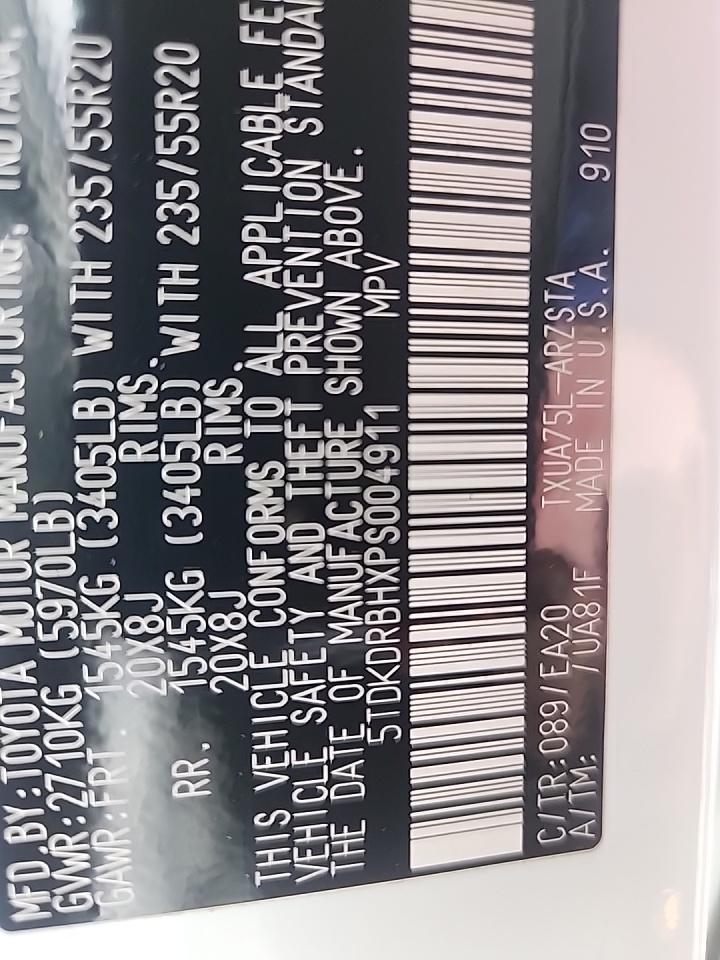 MFD. BY: TOYOTA MOTOR MANUFACTURING, INDIANA,
GVWR: 2710KG (5970LB)
GAWR: FRT. 1545KG (3405LB) WITH 235/55R20
20X8J RIMS.
RR. 1545KG (3405LB) WITH 235/55R20
20X8J RIMS.
THIS VEHICLE CONFORMS TO ALL APPLICABLE
VEHICLE SAFETY AND THEFT PREVENTION
THE DATE OF MANUFACTURE SHOWN ABOVE.
5TDKDRBHXPS004911 MPV
C/TR: 089/EA20 TXUA75L-ARZSTA
A/TM: /UA81F MADE IN U.S.A. 910